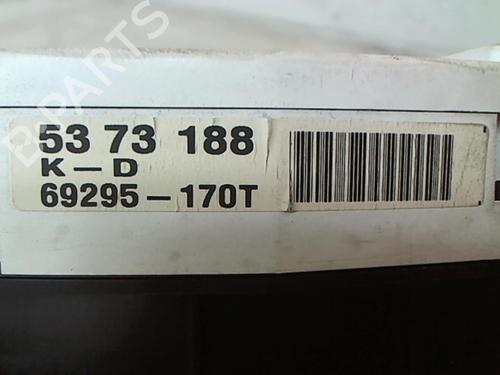 B-PARTS
53 73 188
K – D
69295 – 170T